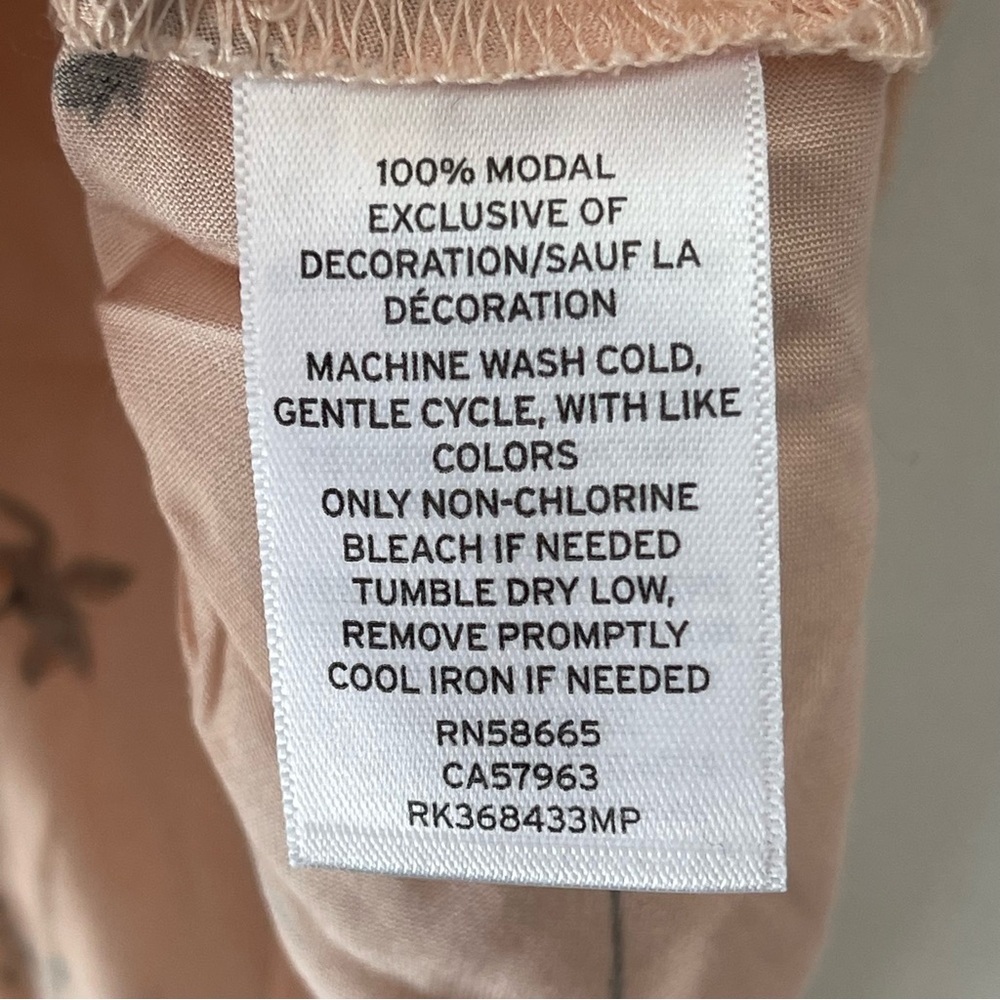 100% MODAL
EXCLUSIVE OF
DECORATION/SAUF LA
DÉCORATION
MACHINE WASH COLD,
GENTLE CYCLE, WITH LIKE
COLORS
ONLY NON-CHLORINE
BLEACH IF NEEDED
TUMBLE DRY LOW,
REMOVE PROMPTLY
COOL IRON IF NEEDED
RN58665
CA57963
RK368433MP